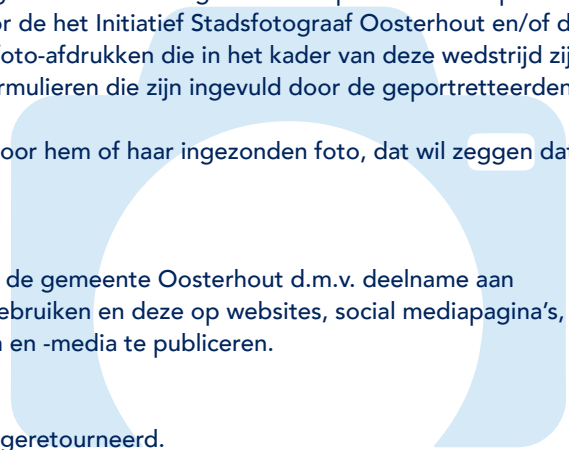 or de het Initiatief Stadsfotograaf Oosterhout en/of d
oto-afdrukken die in het kader van deze wedstrijd zij
rmulieren die zijn ingevuld door de geportretteerden
oor hem of haar ingezonden foto, dat wil zeggen dat
de gemeente Oosterhout d.m.v. deelname aan
ebruiken en deze op websites, social mediapagina's,
n en -media te publiceren.
geretourneerd.